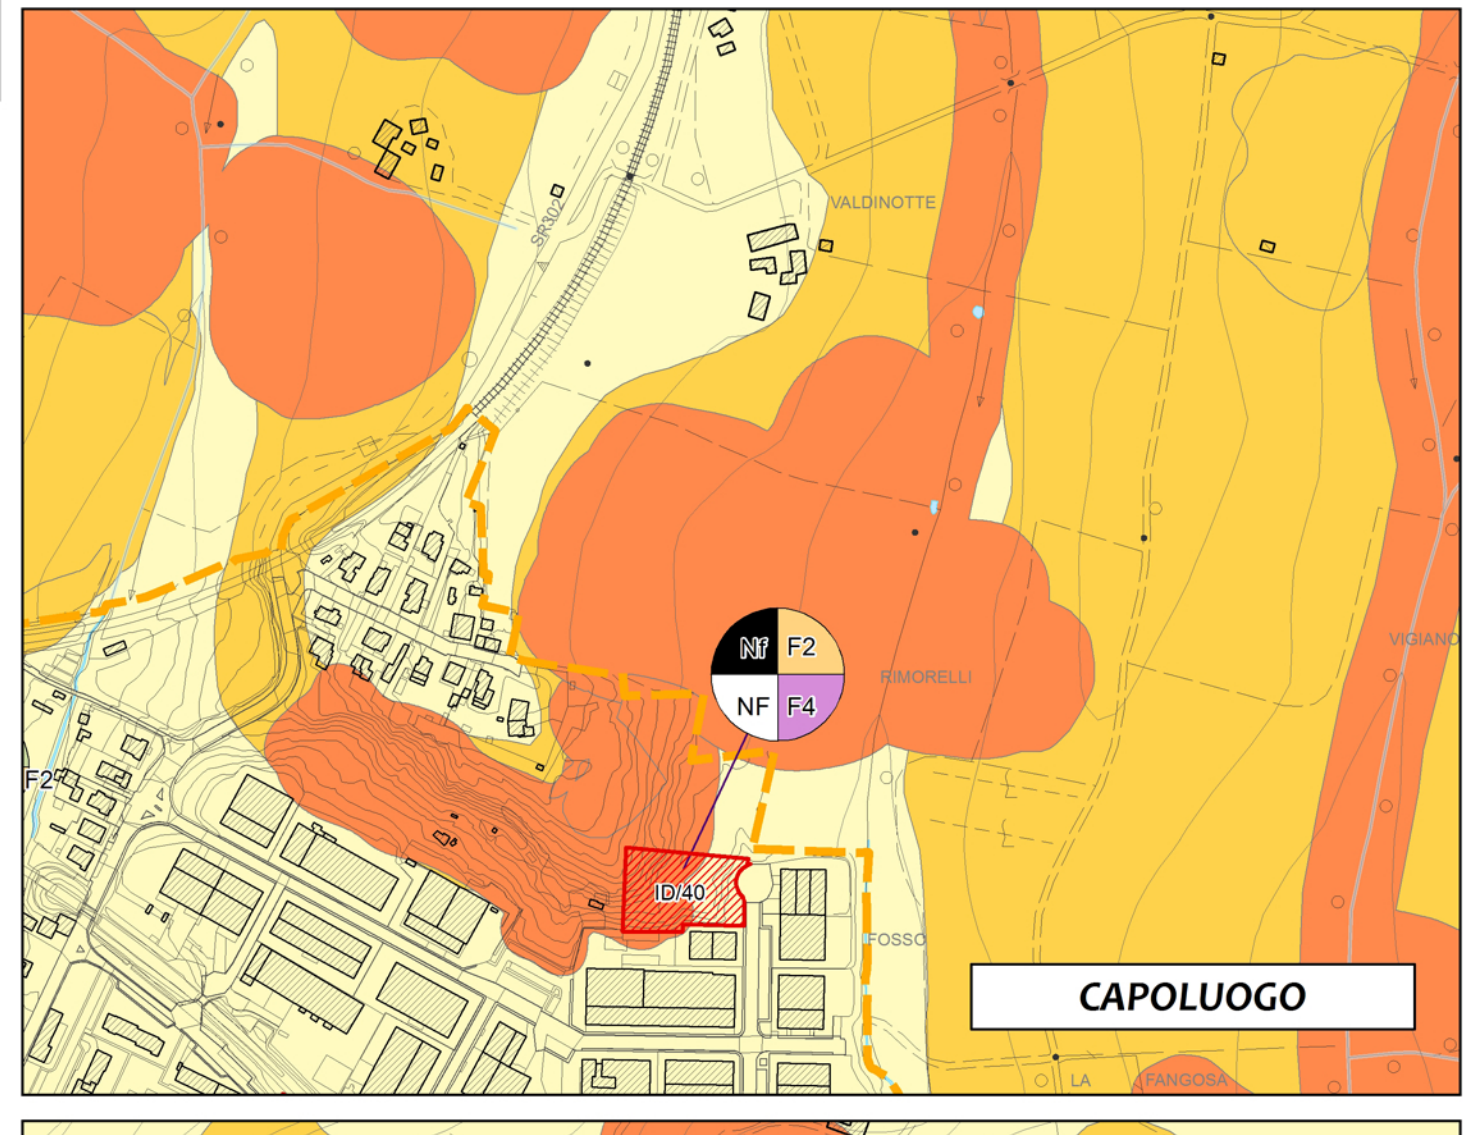 VALDINOTTE
SR302
Nf F2
NF F4
RIMORELLI
VIGIANO
F2
ID/40
FOSSO
CAPOLUOGO
LA FANGOSA